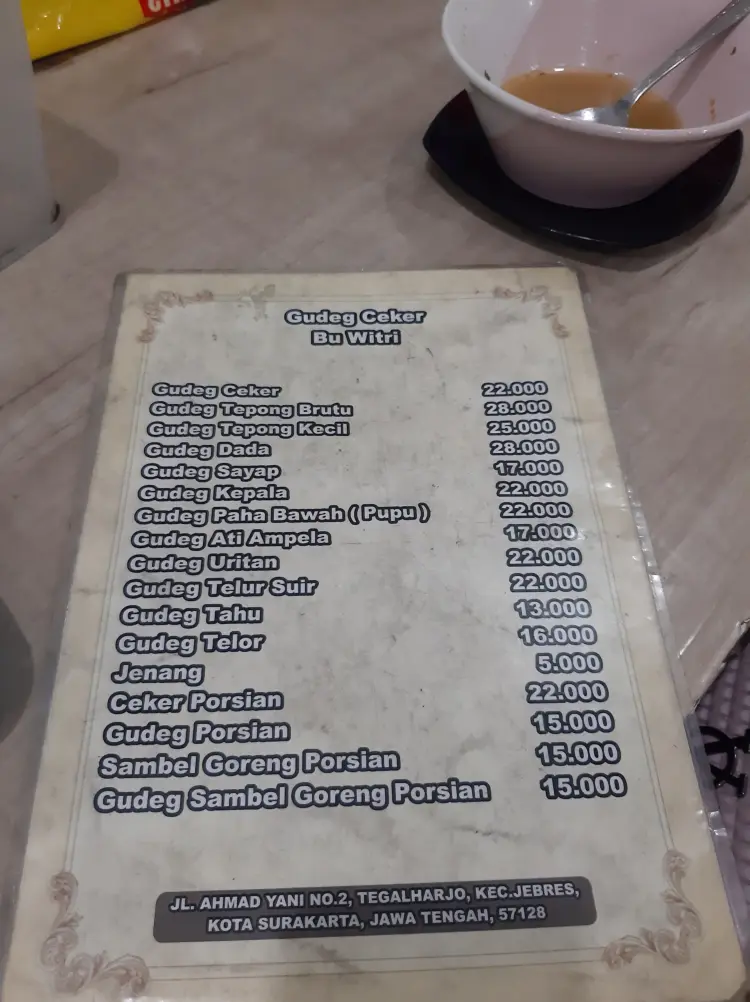 Gudeg Ceker
Bu Witri
Gudeg Ceker 22.000
Gudeg Tepong Brutu 28.000
Gudeg Tepong Kecil 25.000
Gudeg Dada 28.000
Gudeg Sayap 17.000
Gudeg Kepala 22.000
Gudeg Paha Bawah ( Pupu ) 22.000
Gudeg Ati Ampela 17.000
Gudeg Uritan 22.000
Gudeg Telur Suir 22.000
Gudeg Tahu 13.000
Gudeg Telor 16.000
Jenang 5.000
Ceker Porsian 22.000
Gudeg Porsian 15.000
Sambel Goreng Porsian 15.000
Gudeg Sambel Goreng Porsian 15.000
JL. AHMAD YANI NO.2, TEGALHARJO, KEC.JEBRES,
KOTA SURAKARTA, JAWA TENGAH, 57128